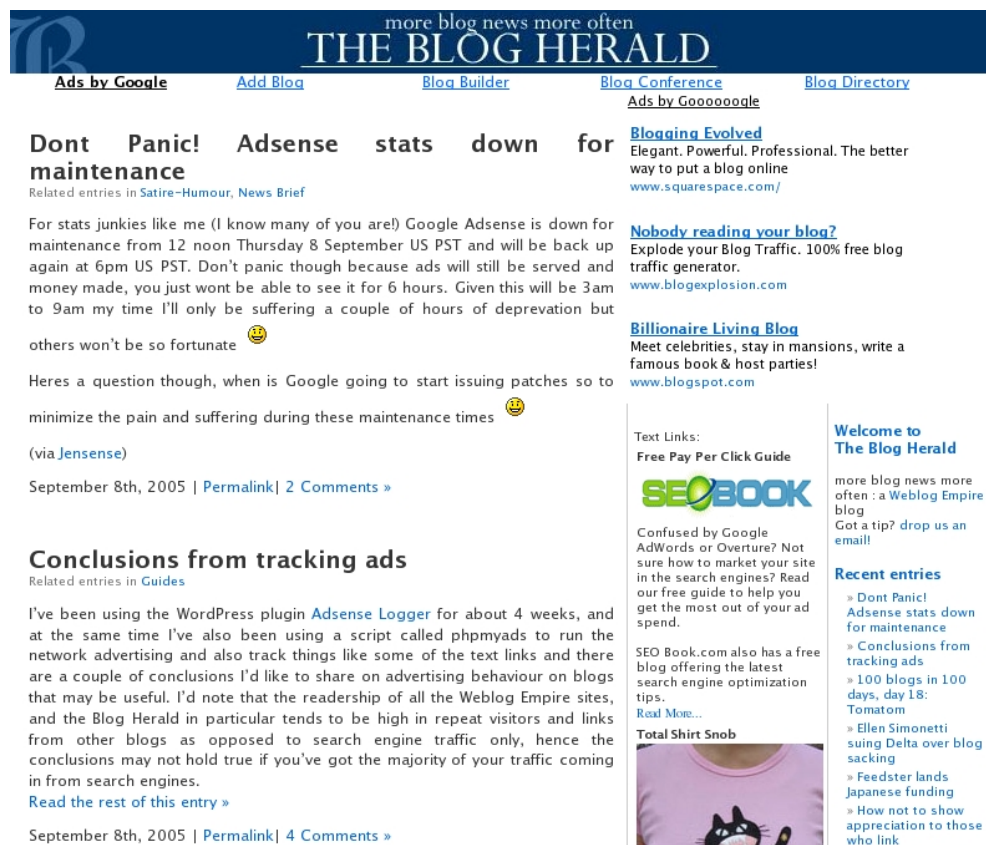 more blog news more often
THE BLOG HERALD
Ads by Google
Add Blog
Blog Builder
Blog Conference
Blog Directory
Ads by Goooooogle
Dont Panic! Adsense stats down for
maintenance
Related entries in Satire-Humour, News Brief
For stats junkies like me (I know many of you are!) Google Adsense is down for
maintenance from 12 noon Thursday 8 September US PST and will be back up
again at 6pm US PST. Don't panic though because ads will still be served and
money made, you just wont be able to see it for 6 hours. Given this will be 3am
to 9am my time I'll only be suffering a couple of hours of deprevation but
others won't be so fortunate
Heres a question though, when is Google going to start issuing patches so to
minimize the pain and suffering during these maintenance times
(via Jensense)
September 8th, 2005 | Permalink| 2 Comments »
Conclusions from tracking ads
Related entries in Guides
I've been using the WordPress plugin Adsense Logger for about 4 weeks, and
at the same time I've also been using a script called phpmyads to run the
network advertising and also track things like some of the text links and there
are a couple of conclusions I'd like to share on advertising behaviour on blogs
that may be useful. I'd note that the readership of all the Weblog Empire sites,
and the Blog Herald in particular tends to be high in repeat visitors and links
from other blogs as opposed to search engine traffic only, hence the
conclusions may not hold true if you've got the majority of your traffic coming
in from search engines.
Read the rest of this entry »
September 8th, 2005 | Permalink| 4 Comments »
Blogging Evolved
Elegant. Powerful. Professional. The better
way to put a blog online
www.squarespace.com/
Nobody reading your blog?
Explode your Blog Traffic. 100% free blog
traffic generator.
www.blogexplosion.com
Billionaire Living Blog
Meet celebrities, stay in mansions, write a
famous book & host parties!
www.blogspot.com
Text Links:
Free Pay Per Click Guide
SEOBOOK
Confused by Google
AdWords or Overture? Not
sure how to market your site
in the search engines? Read
our free guide to help you
get the most out of your ad
spend.
SEO Book.com also has a free
blog offering the latest
search engine optimization
tips.
Read More...
Total Shirt Snob
Welcome to
The Blog Herald
more blog news more
often : a Weblog Empire
blog
Got a tip? drop us an
email!
Recent entries
» Dont Panic!
Adsense stats down
for maintenance
» Conclusions from
tracking ads
» 100 blogs in 100
days, day 18:
Tomatom
» Ellen Simonetti
suing Delta over blog
sacking
» Feedster lands
Japanese funding
» How not to show
appreciation to those
who link